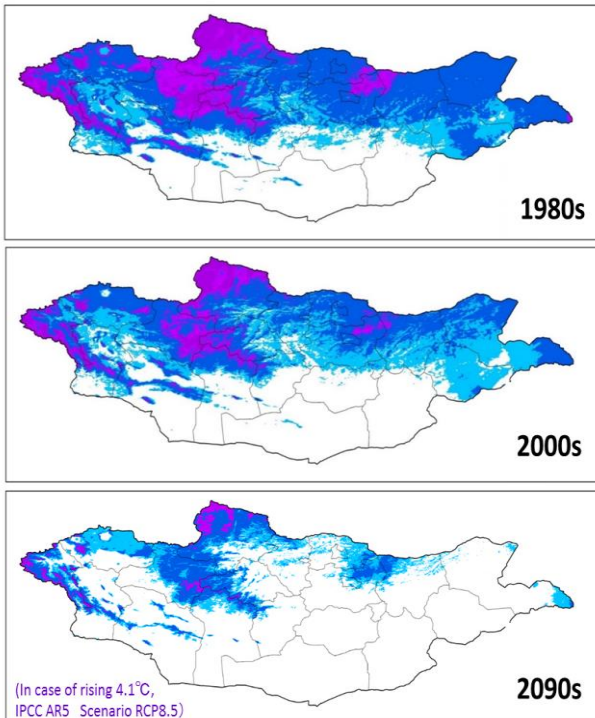 1980s
2000s
(In case of rising 4.1℃,
IPCC AR5 Scenario RCP8.5)
2090s